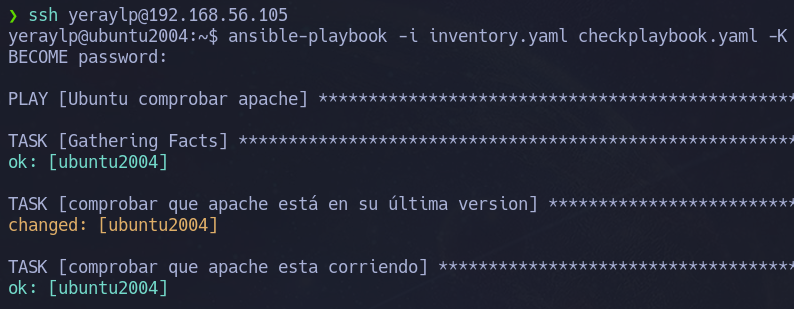 ❯ ssh yeraylp@192.168.56.105
yeraylp@ubuntu2004:~$ ansible-playbook -i inventory.yaml checkplaybook.yaml -K
BECOME password:
PLAY [Ubuntu comprobar apache] ************************************************
TASK [Gathering Facts] ********************************************************
ok: [ubuntu2004]
TASK [comprobar que apache está en su última version] *************************
changed: [ubuntu2004]
TASK [comprobar que apache esta corriendo] ************************************
ok: [ubuntu2004]